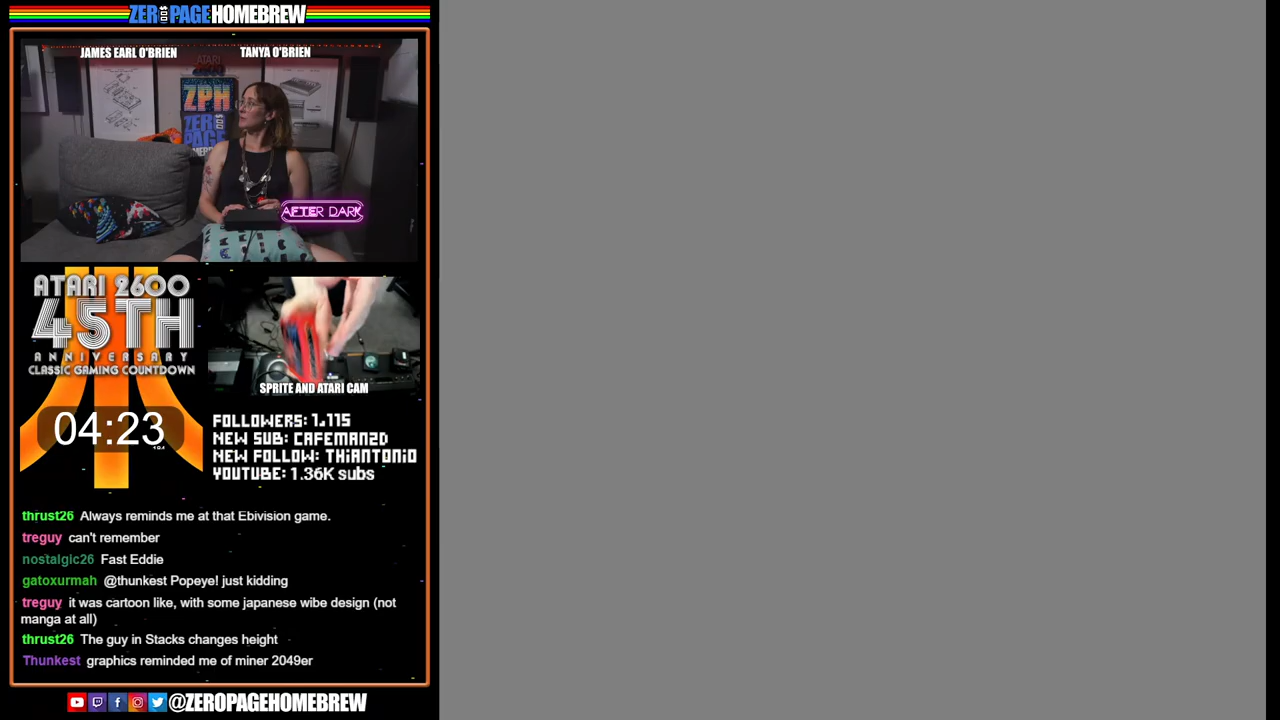 ZERO PAGE HOMEBREW
JAMES EARL O'BRIEN
TANYA O'BRIEN
ATARI
ZPH
ZERO
PAGE
AFTER DARK
ATARI 2600
45TH
ANNIVERSARY
CLASSIC GAMING COUNTDOWN
04:23
SPRITE AND ATARI CAM
FOLLOWERS: 1,115
NEW SUB: CAFEMAN2D
NEW FOLLOW: THIANTONIO
YOUTUBE: 1.36K subs
thrust26 Always reminds me at that Ebivision game.
treguy can't remember
nostalgic26 Fast Eddie
gatoxurmah @thunkest Popeye! just kidding
treguy it was cartoon like, with some japanese wibe design (not
manga at all)
thrust26 The guy in Stacks changes height
Thunkest graphics reminded me of miner 2049er
@ZEROPAGEHOMEBREW